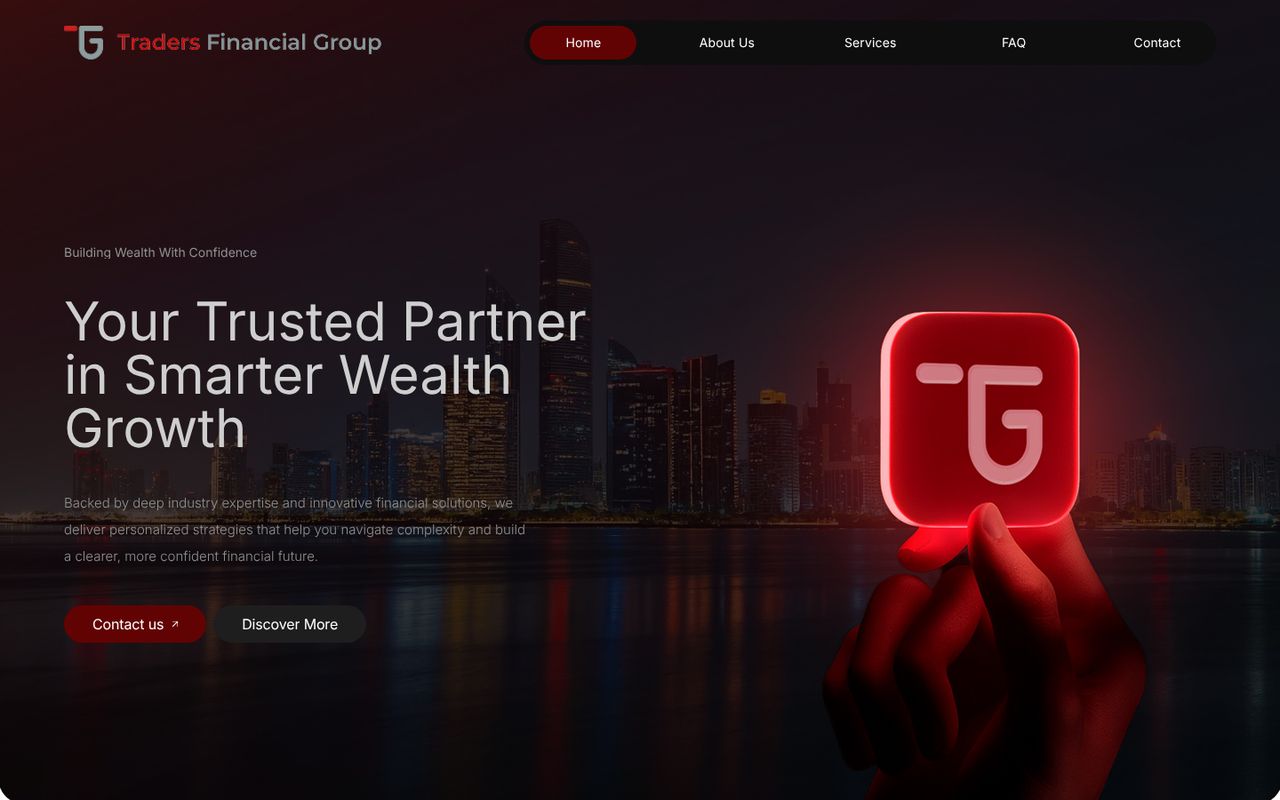 TG Traders Financial Group
Home
About Us
Services
FAQ
Contact
Building Wealth With Confidence
Your Trusted Partner
in Smarter Wealth
Growth
Backed by deep industry expertise and innovative financial solutions, we
deliver personalized strategies that help you navigate complexity and build
a clearer, more confident financial future.
Contact us
Discover More
TG